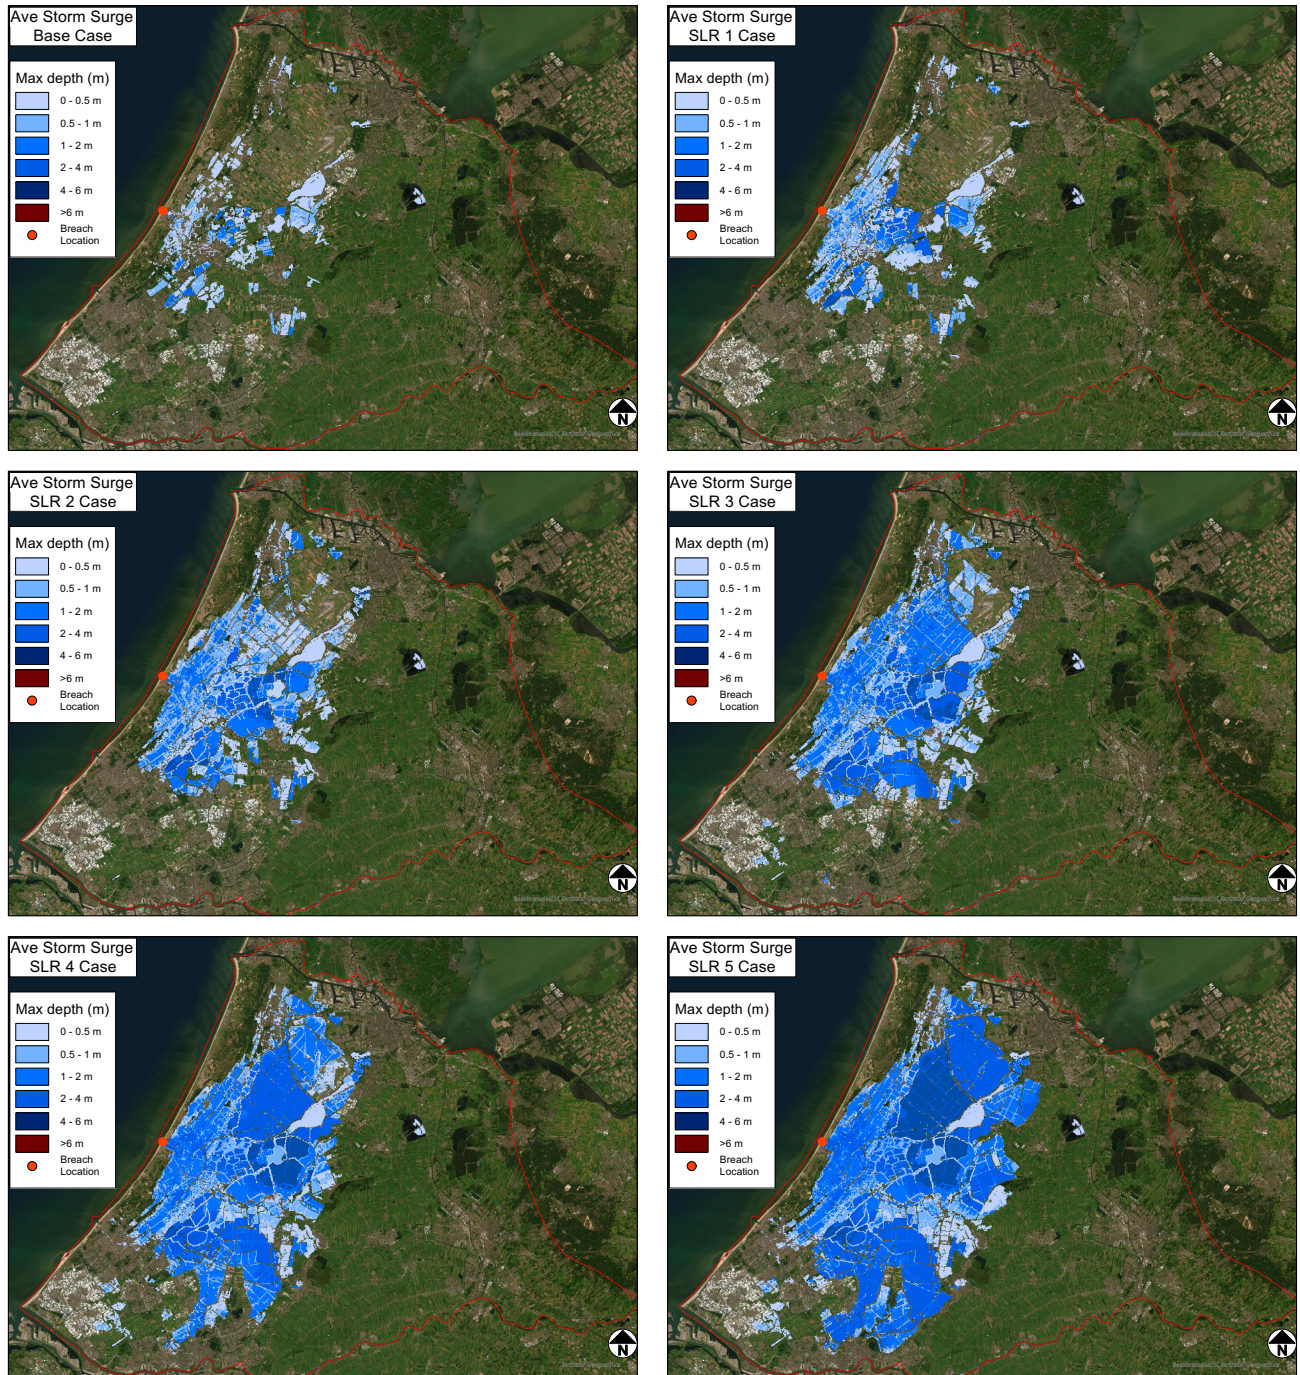 Ave Storm Surge
Base Case
Max depth (m)
0 - 0.5 m
0.5 - 1 m
1 - 2 m
2 - 4 m
4 - 6 m
>6 m
Breach
Location
N
Ave Storm Surge
SLR 1 Case
Max depth (m)
0 - 0.5 m
0.5 - 1 m
1 - 2 m
2 - 4 m
4 - 6 m
>6 m
Breach
Location
N
Ave Storm Surge
SLR 2 Case
Max depth (m)
0 - 0.5 m
0.5 - 1 m
1 - 2 m
2 - 4 m
4 - 6 m
>6 m
Breach
Location
N
Ave Storm Surge
SLR 3 Case
Max depth (m)
0 - 0.5 m
0.5 - 1 m
1 - 2 m
2 - 4 m
4 - 6 m
>6 m
Breach
Location
N
Ave Storm Surge
SLR 4 Case
Max depth (m)
0 - 0.5 m
0.5 - 1 m
1 - 2 m
2 - 4 m
4 - 6 m
>6 m
Breach
Location
N
Ave Storm Surge
SLR 5 Case
Max depth (m)
0 - 0.5 m
0.5 - 1 m
1 - 2 m
2 - 4 m
4 - 6 m
>6 m
Breach
Location
N